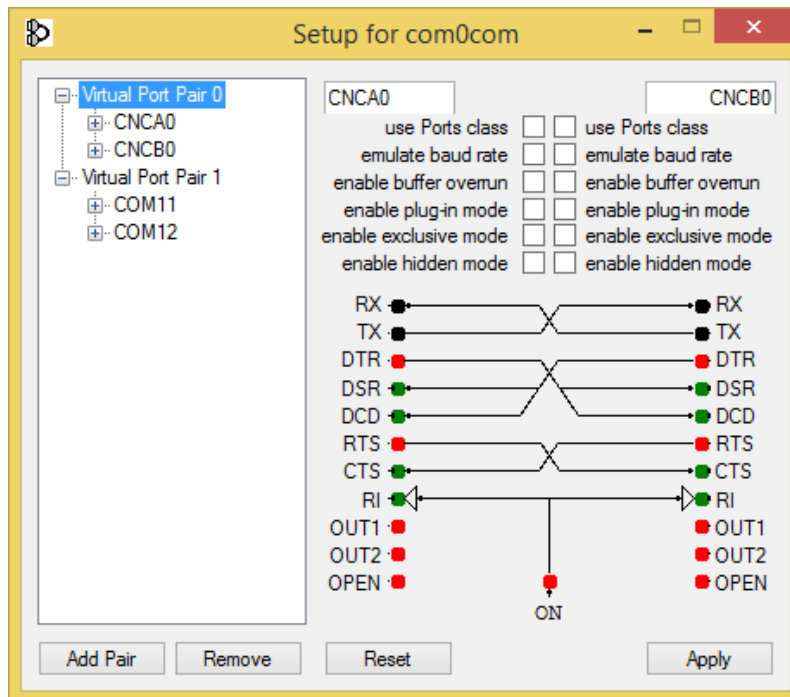 Setup for com0com
Virtual Port Pair 0
CNCA0
CNCB0
Virtual Port Pair 1
COM11
COM12
CNCA0 CNCB0
use Ports class use Ports class
emulate baud rate emulate baud rate
enable buffer overrun enable buffer overrun
enable plug-in mode enable plug-in mode
enable exclusive mode enable exclusive mode
enable hidden mode enable hidden mode
RX RX
TX TX
DTR DTR
DSR DSR
DCD DCD
RTS RTS
CTS CTS
RI RI
OUT1 OUT1
OUT2 OUT2
OPEN OPEN
ON
Add Pair Remove Reset Apply